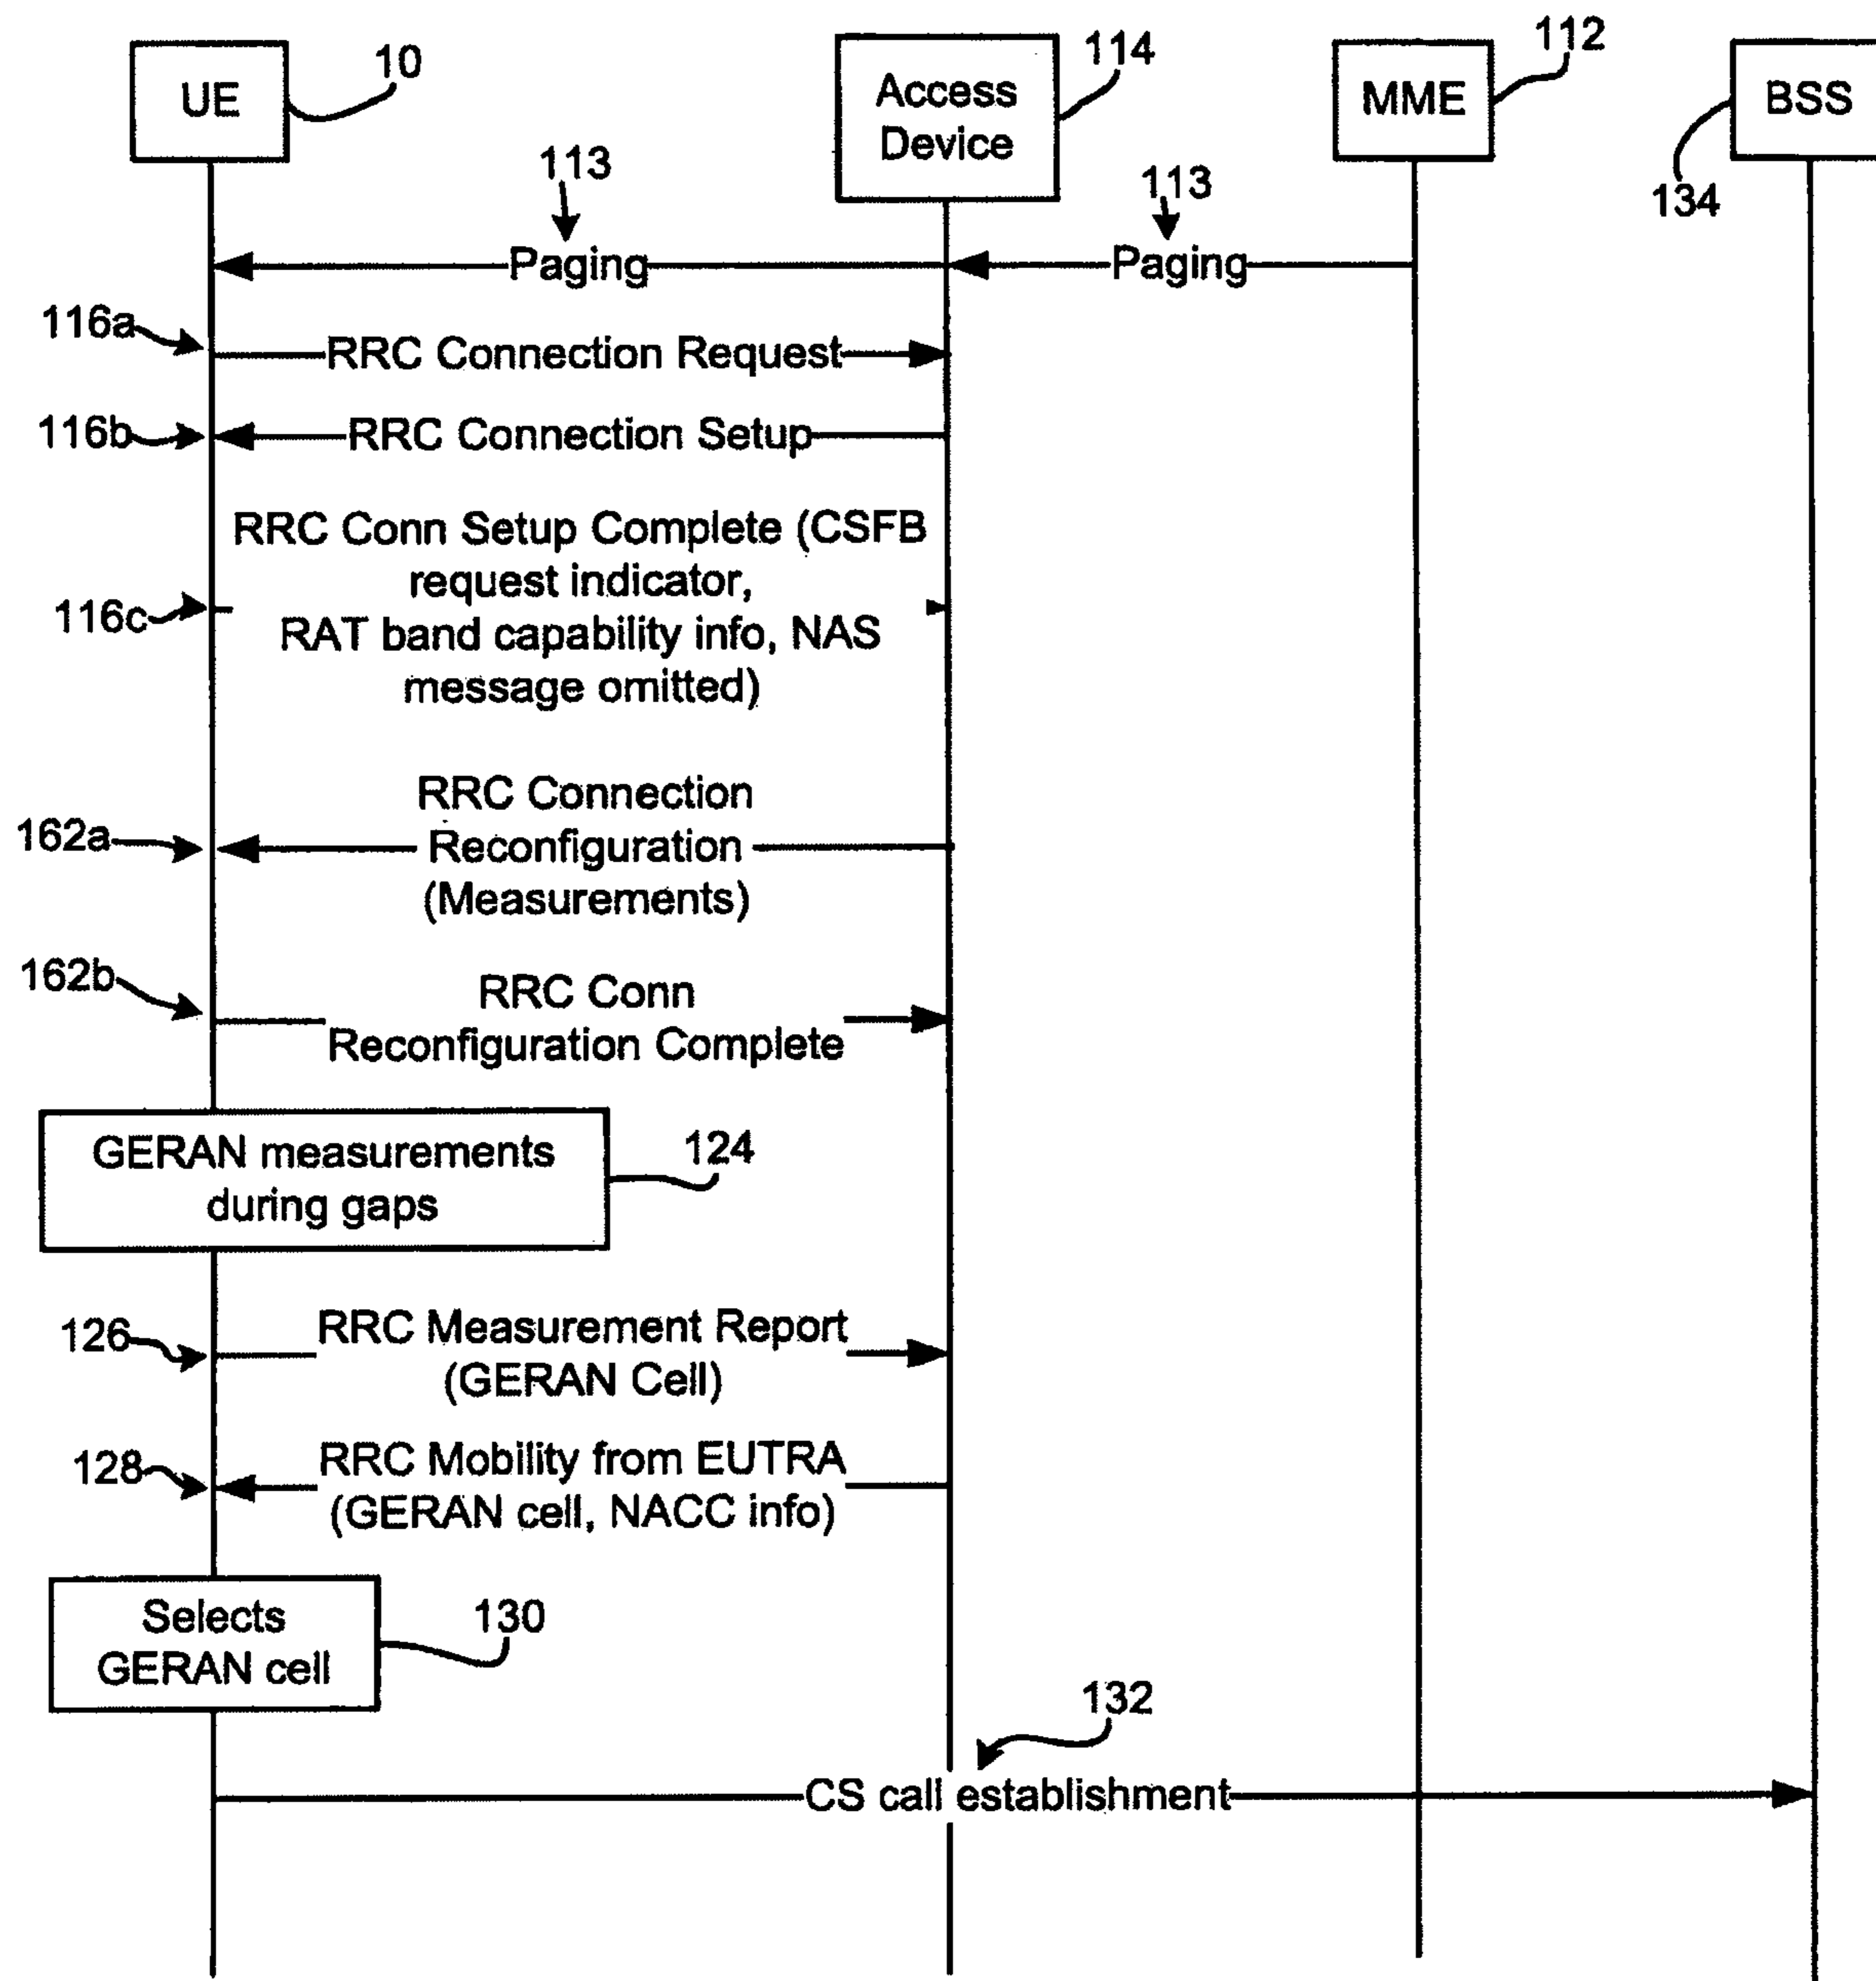 UE
10
Access
Device
114
MME
112
BSS
134
113
113
Paging
Paging
116a
RRC Connection Request
116b
RRC Connection Setup
RRC Conn Setup Complete (CSFB
request indicator,
116c
RAT band capability info, NAS
message omitted)
RRC Connection
162a
Reconfiguration
(Measurements)
162b
RRC Conn
Reconfiguration Complete
GERAN measurements
during gaps
124
126
RRC Measurement Report
(GERAN Cell)
128
RRC Mobility from EUTRA
(GERAN cell, NACC info)
Selects
GERAN cell
130
132
CS call establishment